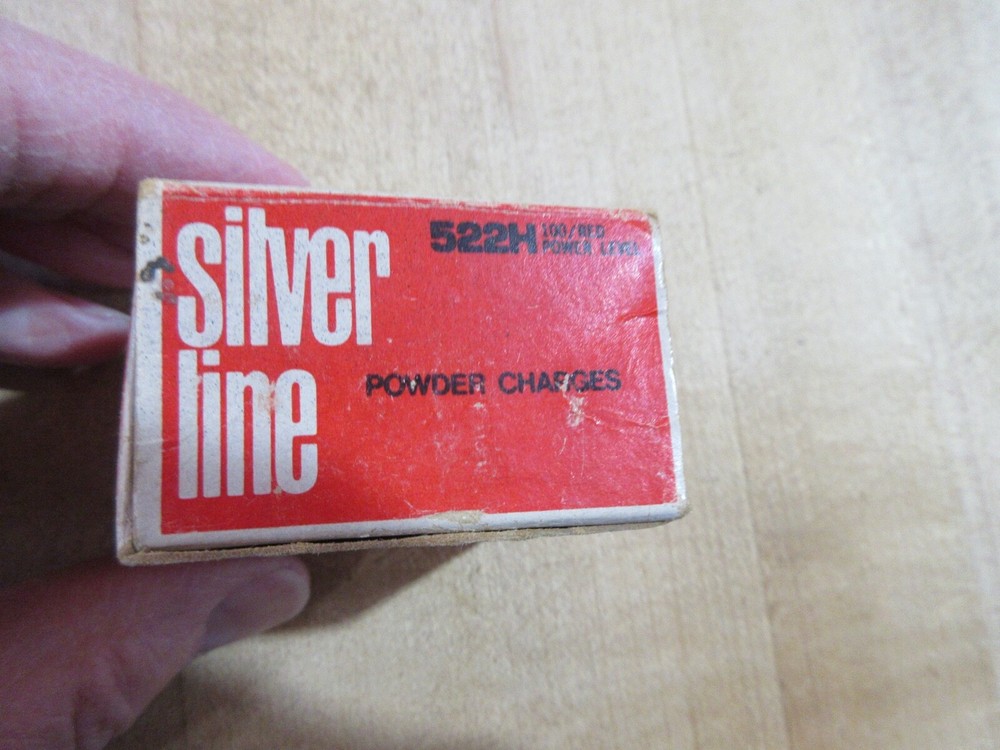 silver
line
522H
100/RED
POWER LEVEL
POWDER CHARGES